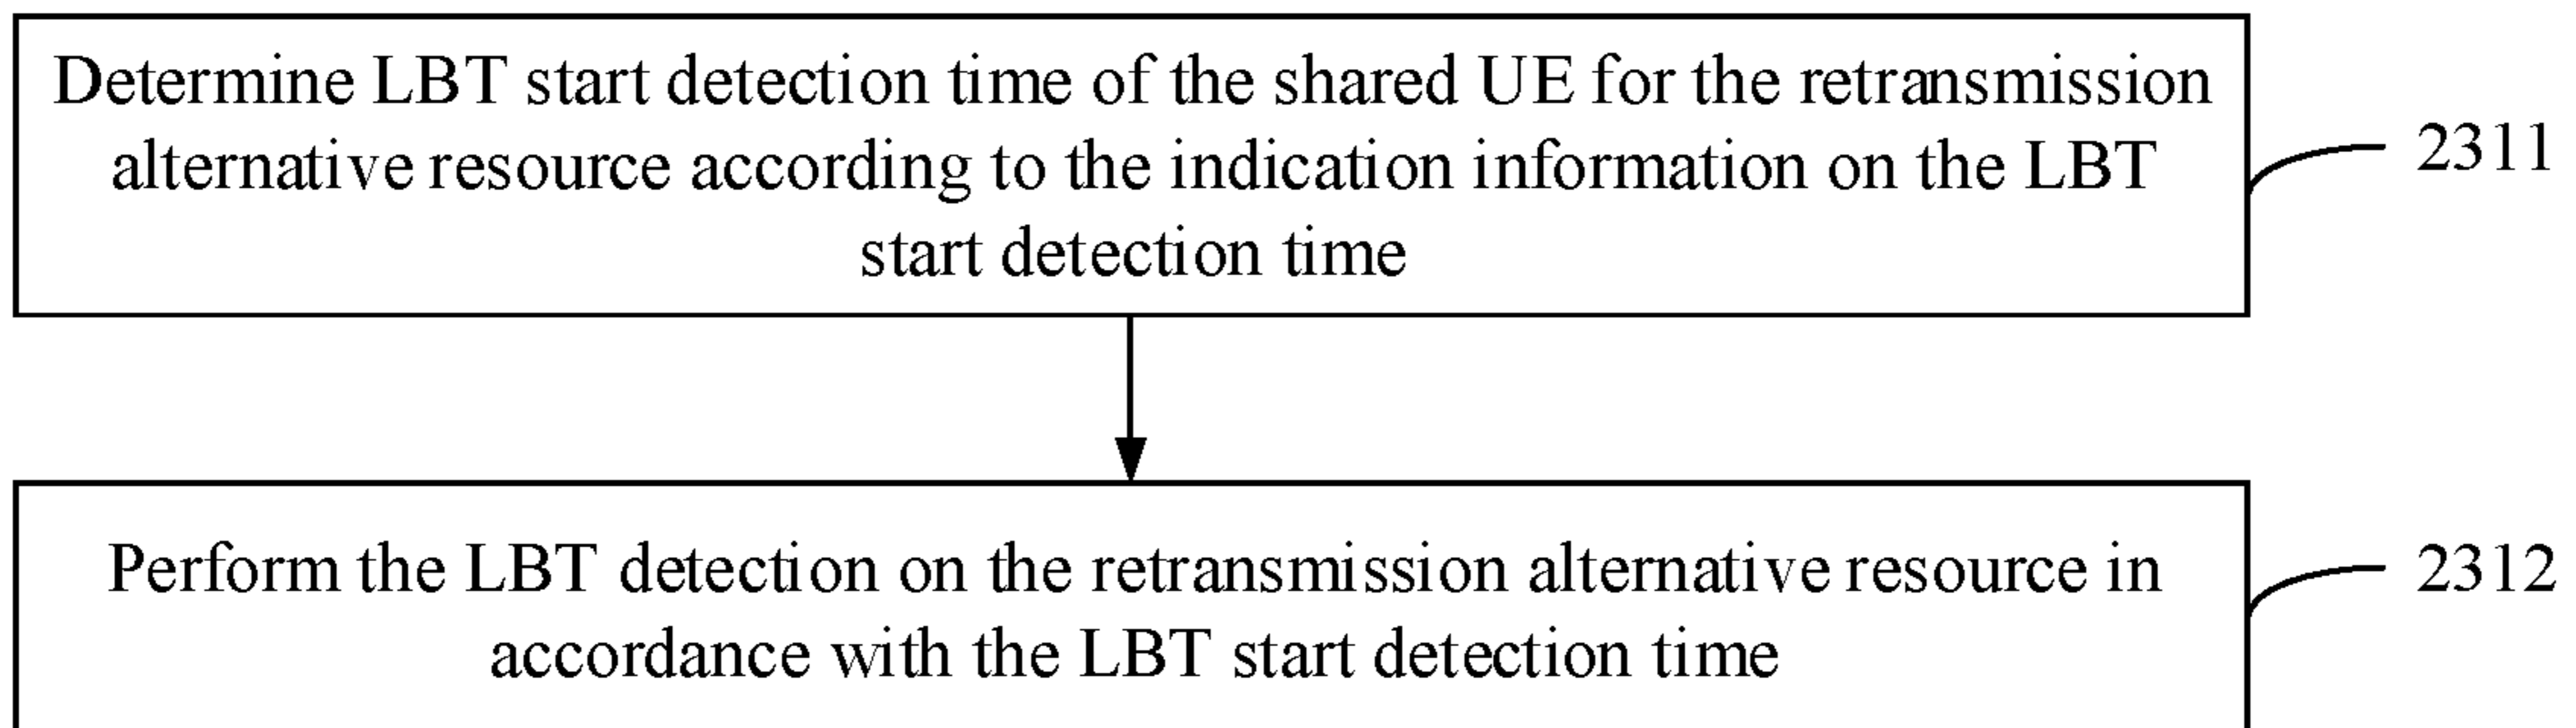 Determine LBT start detection time of the shared UE for the retransmission
alternative resource according to the indication information on the LBT
start detection time
2311
Perform the LBT detection on the retransmission alternative resource in
accordance with the LBT start detection time
2312